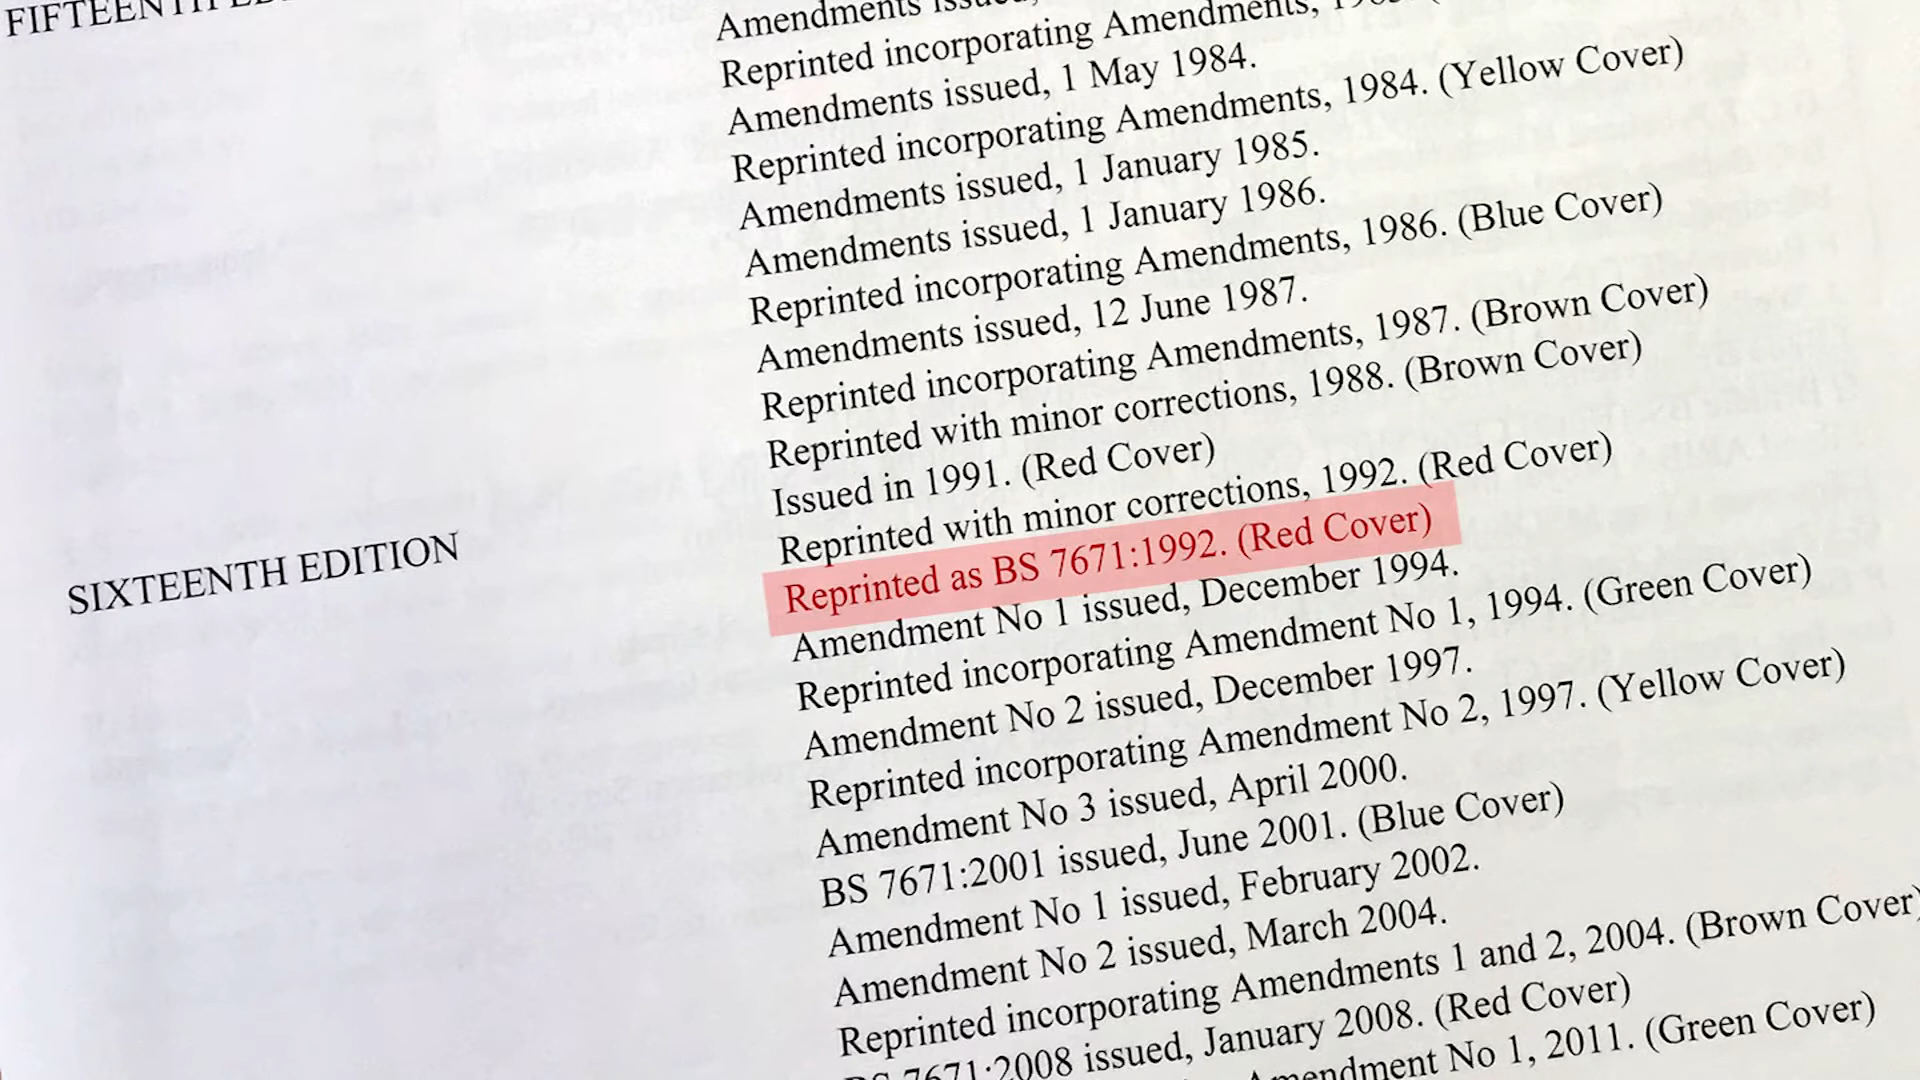 FIFTEENTH
Amendments issued,
Reprinted incorporating Amendments,
Amendments issued, 1 May 1984.
Reprinted incorporating Amendments, 1984. (Yellow Cover)
Amendments issued, 1 January 1985.
Amendments issued, 1 January 1986.
Reprinted incorporating Amendments, 1986. (Blue Cover)
Amendments issued, 12 June 1987.
Reprinted incorporating Amendments, 1987. (Brown Cover)
Reprinted with minor corrections, 1988. (Brown Cover)
SIXTEENTH EDITION
Issued in 1991. (Red Cover)
Reprinted with minor corrections, 1992. (Red Cover)
Reprinted as BS 7671:1992. (Red Cover)
Amendment No 1 issued, December 1994.
Reprinted incorporating Amendment No 1, 1994. (Green Cover)
Amendment No 2 issued, December 1997.
Reprinted incorporating Amendment No 2, 1997. (Yellow Cover)
Amendment No 3 issued, April 2000.
BS 7671:2001 issued, June 2001. (Blue Cover)
Amendment No 1 issued, February 2002.
Amendment No 2 issued, March 2004.
Reprinted incorporating Amendments 1 and 2, 2004. (Brown Cover)
BS 7671:2008 issued, January 2008. (Red Cover)
Amendment No 1, 2011. (Green Cover)